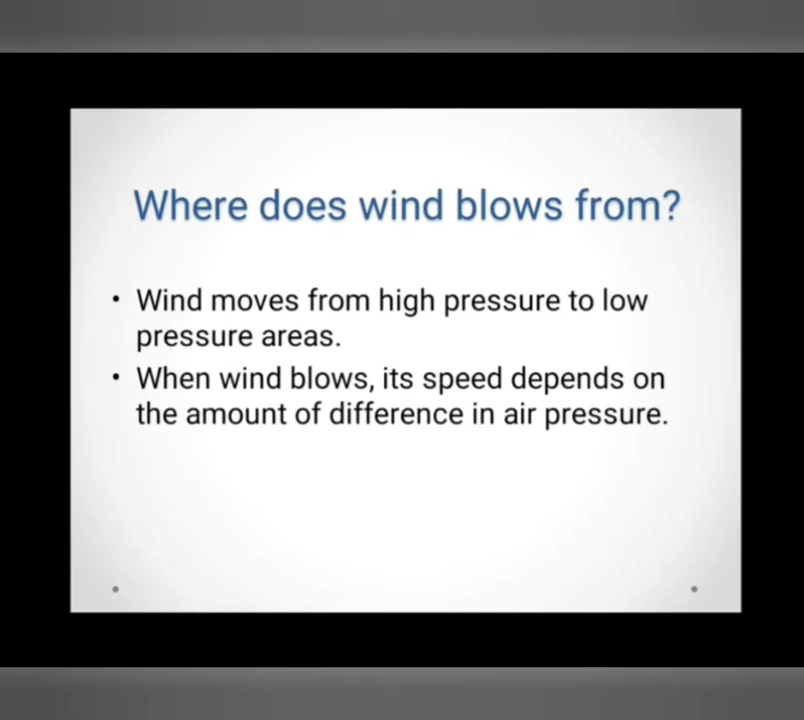 Where does wind blows from?
• Wind moves from high pressure to low
pressure areas.
• When wind blows, its speed depends on
the amount of difference in air pressure.